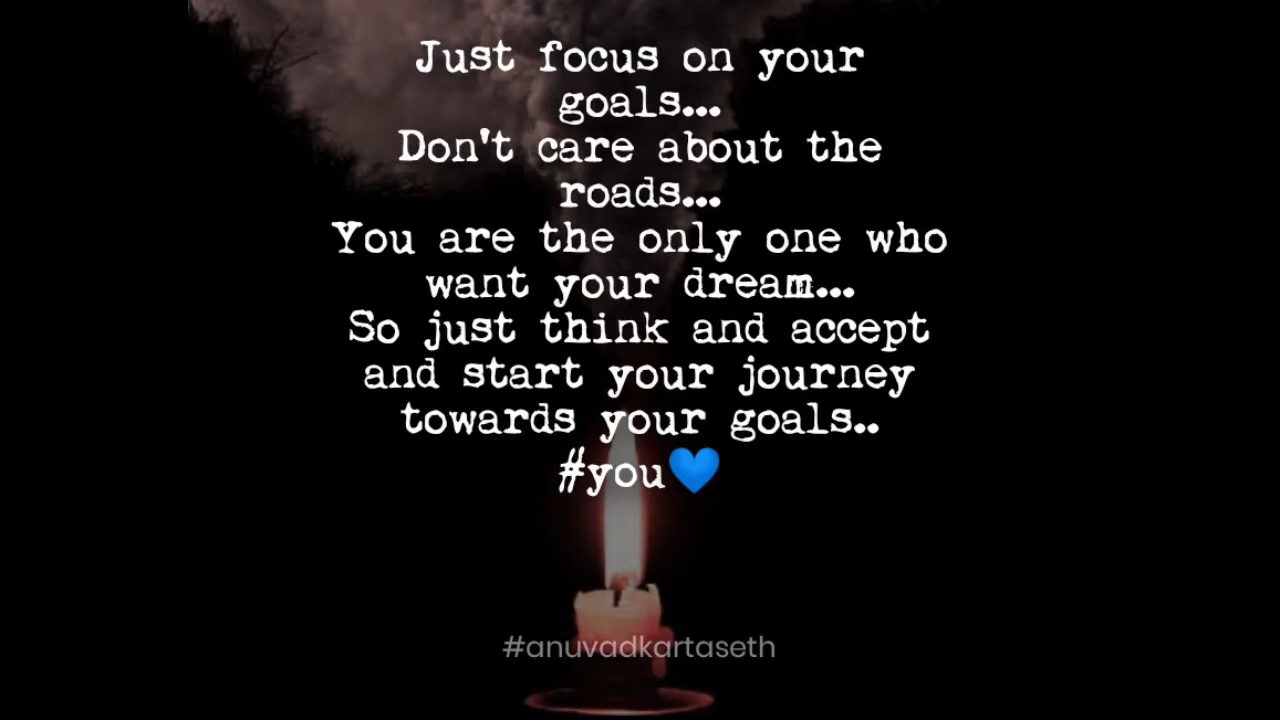 Just focus on your
goals...
Don't care about the
roads...
You are the only one who
want your dream...
So just think and accept
and start your journey
towards your goals..
#you💙
#anuvadkartaseth